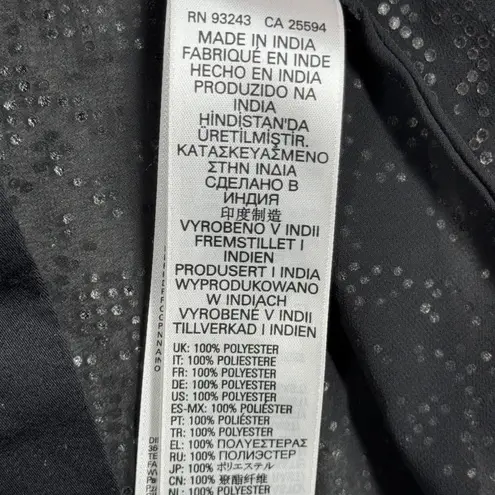 RN 93243 CA 25594
MADE IN INDIA
FABRIQUÉ EN INDE
HECHO EN INDIA
PRODUZIDO NA
INDIA
HİNDİSTAN'DA
ÜRETİLMİŞTİR.
ΚΑΤΑΣΚΕΥΑΣΜΕΝΟ
ΣΤΗΝ ΙΝΔΙΑ
СДЕЛАНО В
ИНДИЯ
印度制造
VYROBENO V INDII
FREMSTILLET I
INDIEN
PRODUSERT I INDIA
WYPRODUKOWANO
W INDIACH
VYROBENÉ V INDII
TILLVERKAD I INDIEN
UK: 100% POLYESTER
IT: 100% POLIESTERE
FR: 100% POLYESTER
DE: 100% POLYESTER
US: 100% POLYESTER
ES-MX: 100% POLIÉSTER
PT: 100% POLIÉSTER
TR: 100% POLYESTER
EL: 100% ΠΟΛΥΕΣΤΕΡΑΣ
RU: 100% ПОЛИЭСТЕР
JP: 100% ポリエステル
CN: 100% 聚酯纤维
NL: 100% POLYESTER